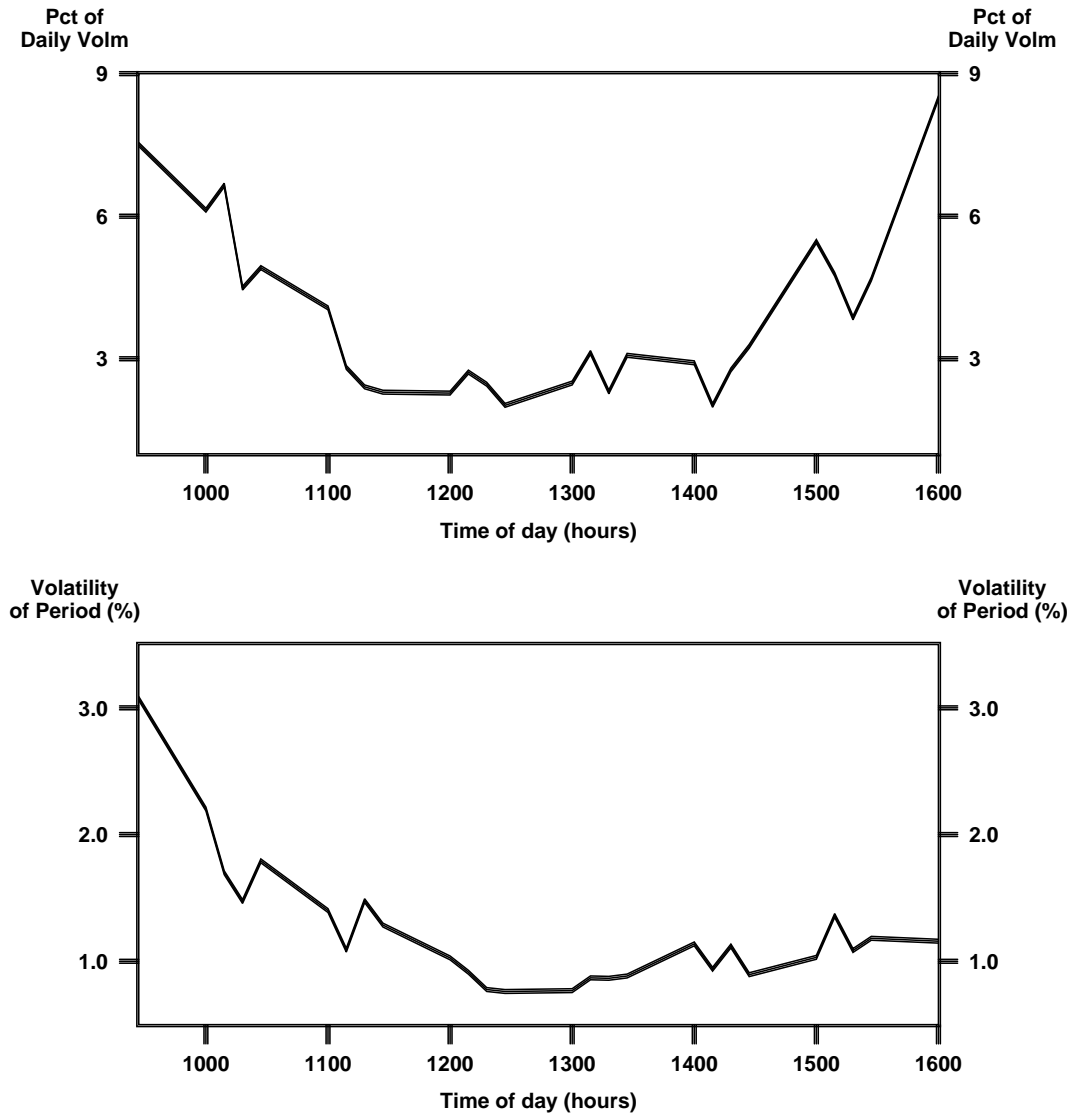 Pct of
Daily Volm
Pct of
Daily Volm
9
9
6
6
3
3
1000 1100 1200 1300 1400 1500 1600
Time of day (hours)
Volatility
of Period (%)
Volatility
of Period (%)
3.0
3.0
2.0
2.0
1.0
1.0
1000 1100 1200 1300 1400 1500 1600
Time of day (hours)